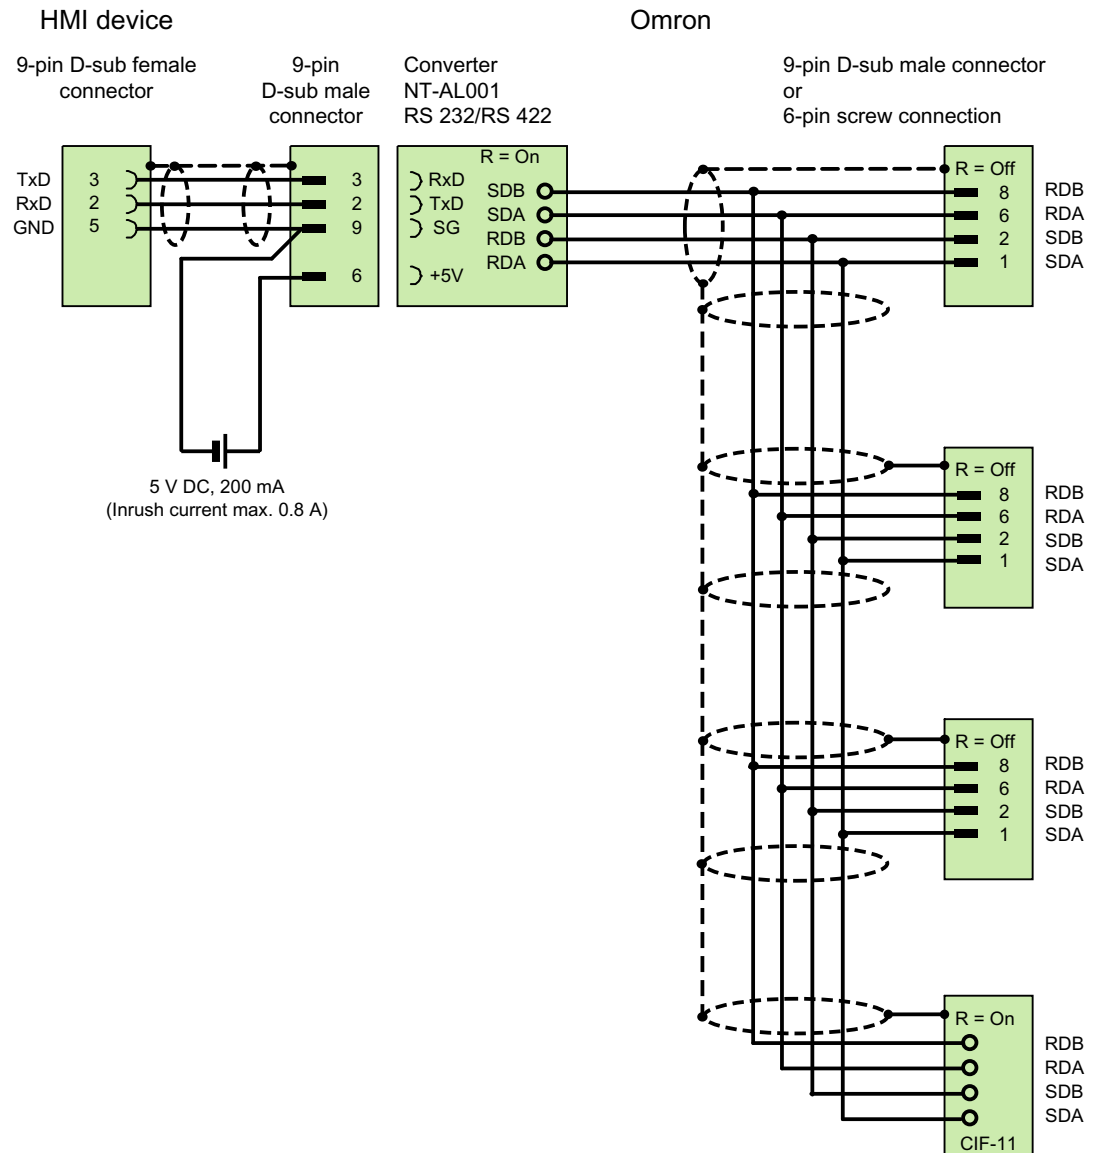 HMI device
Omron
9-pin D-sub female
connector
9-pin
D-sub male
connector
Converter
NT-AL001
RS 232/RS 422
9-pin D-sub male connector
or
6-pin screw connection
TxD 3
RxD 2
GND 5
3
2
9
6
R = On
RxD SDB
TxD SDA
SG RDB
RDA
+5V
R = Off
8 RDB
6 RDA
2 SDB
1 SDA
5 V DC, 200 mA
(Inrush current max. 0.8 A)
R = Off
8 RDB
6 RDA
2 SDB
1 SDA
R = Off
8 RDB
6 RDA
2 SDB
1 SDA
R = On
RDB
RDA
SDB
SDA
CIF-11